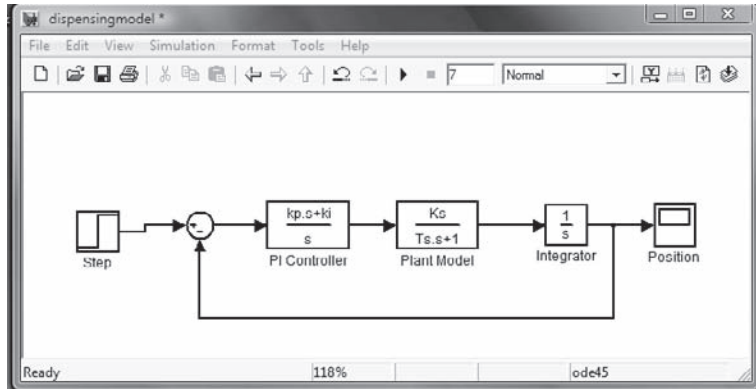 dispensingmodel *
File Edit View Simulation Format Tools Help
7 Normal
kp.s+ki
s
Ks
Ts.s+1
1
s
Step
PI Controller
Plant Model
Integrator
Position
Ready 118% ode45